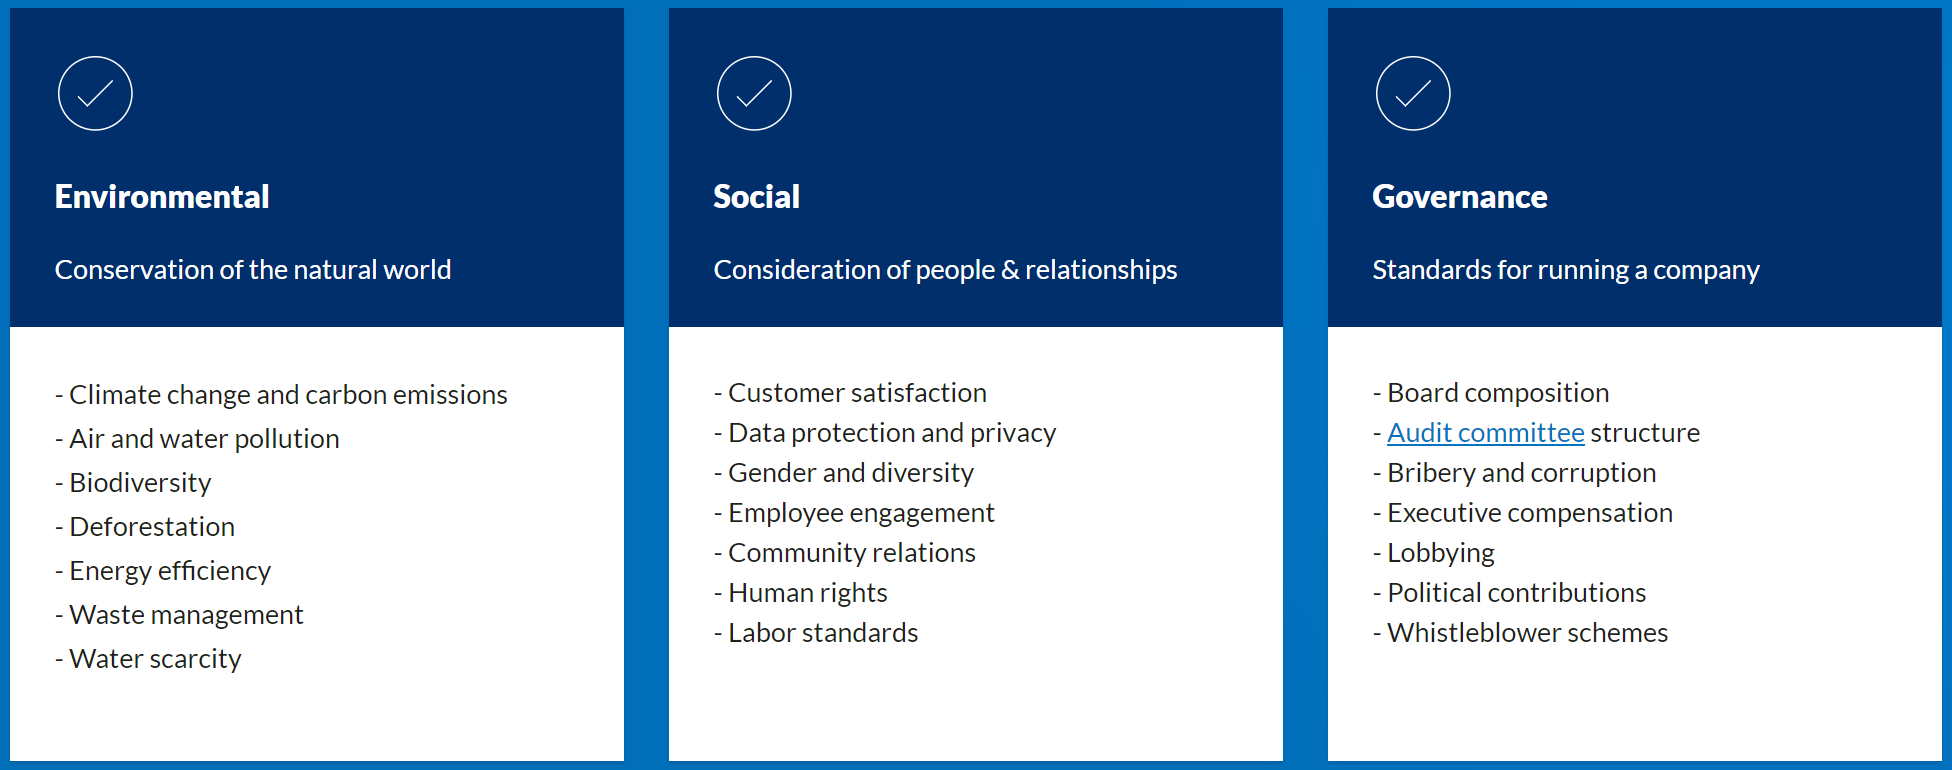 Environmental
Conservation of the natural world
- Climate change and carbon emissions
- Air and water pollution
- Biodiversity
- Deforestation
- Energy efficiency
- Waste management
- Water scarcity
Social
Consideration of people & relationships
- Customer satisfaction
- Data protection and privacy
- Gender and diversity
- Employee engagement
- Community relations
- Human rights
- Labor standards
Governance
Standards for running a company
- Board composition
- Audit committee structure
- Bribery and corruption
- Executive compensation
- Lobbying
- Political contributions
- Whistleblower schemes